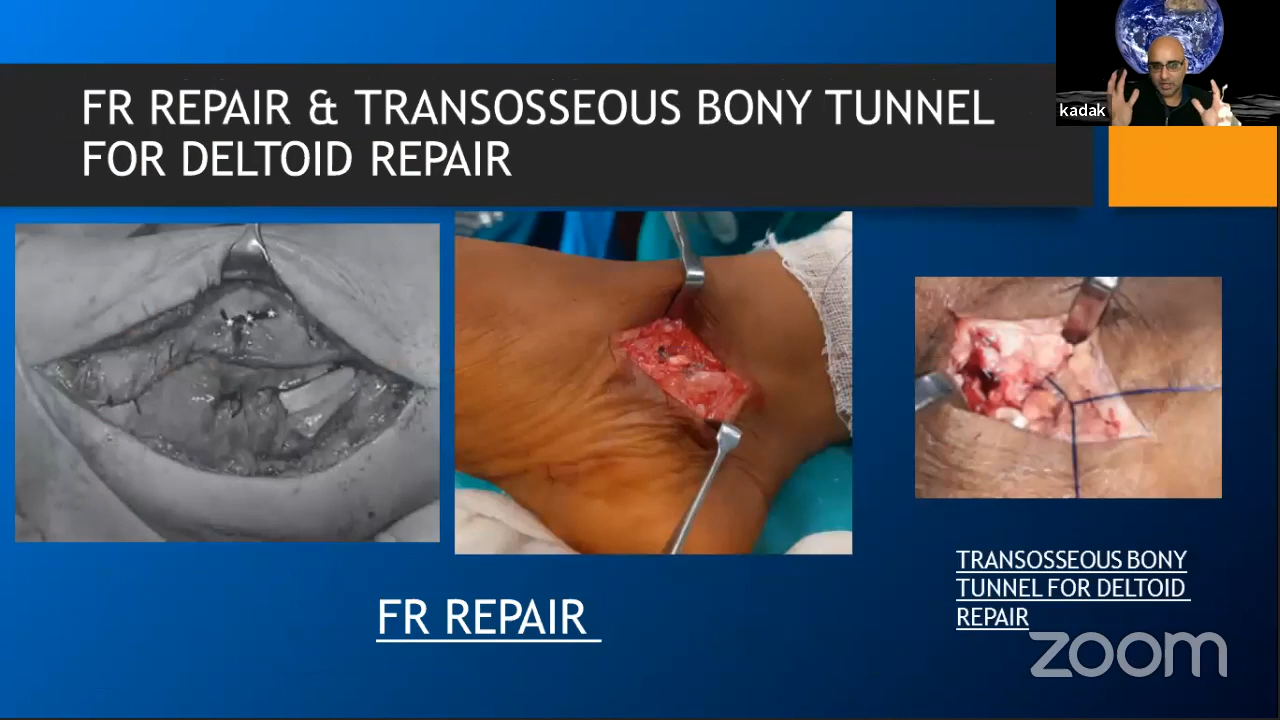 kadak
FR REPAIR & TRANSOSSEOUS BONY TUNNEL
FOR DELTOID REPAIR
FR REPAIR
TRANSOSSEOUS BONY
TUNNEL FOR DELTOID
REPAIR
zoom